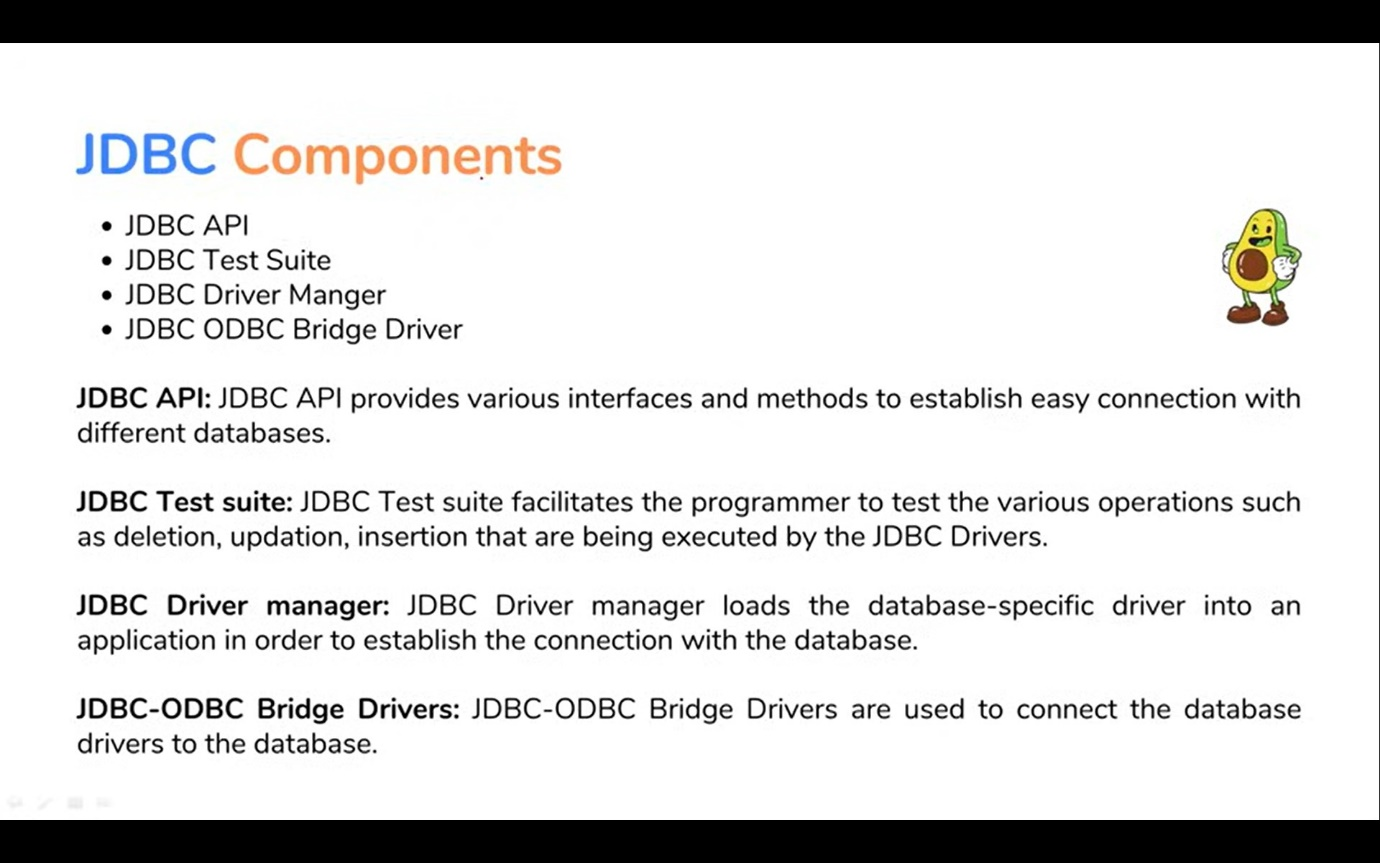 JDBC Components
• JDBC API
• JDBC Test Suite
• JDBC Driver Manger
• JDBC ODBC Bridge Driver
JDBC API: JDBC API provides various interfaces and methods to establish easy connection with
different databases.
JDBC Test suite: JDBC Test suite facilitates the programmer to test the various operations such
as deletion, updation, insertion that are being executed by the JDBC Drivers.
JDBC Driver manager: JDBC Driver manager loads the database-specific driver into an
application in order to establish the connection with the database.
JDBC-ODBC Bridge Drivers: JDBC-ODBC Bridge Drivers are used to connect the database
drivers to the database.